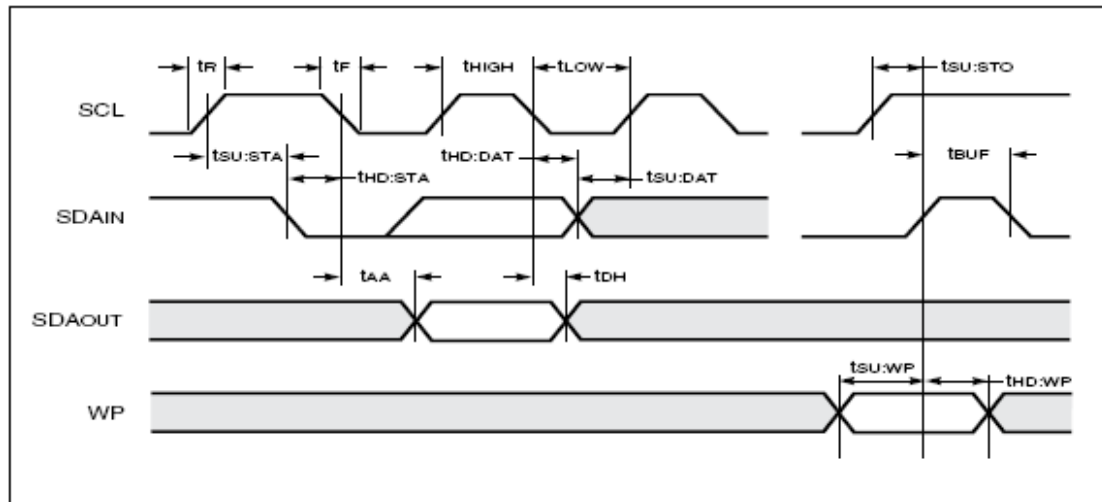 tR tF tHIGH tLOW tSU:STO
SCL
tSU:STA tHD:DAT tBUF
tHD:STA tSU:DAT
SDAIN
tAA tDH
SDAOUT
tSU:WP
tHD:WP
WP